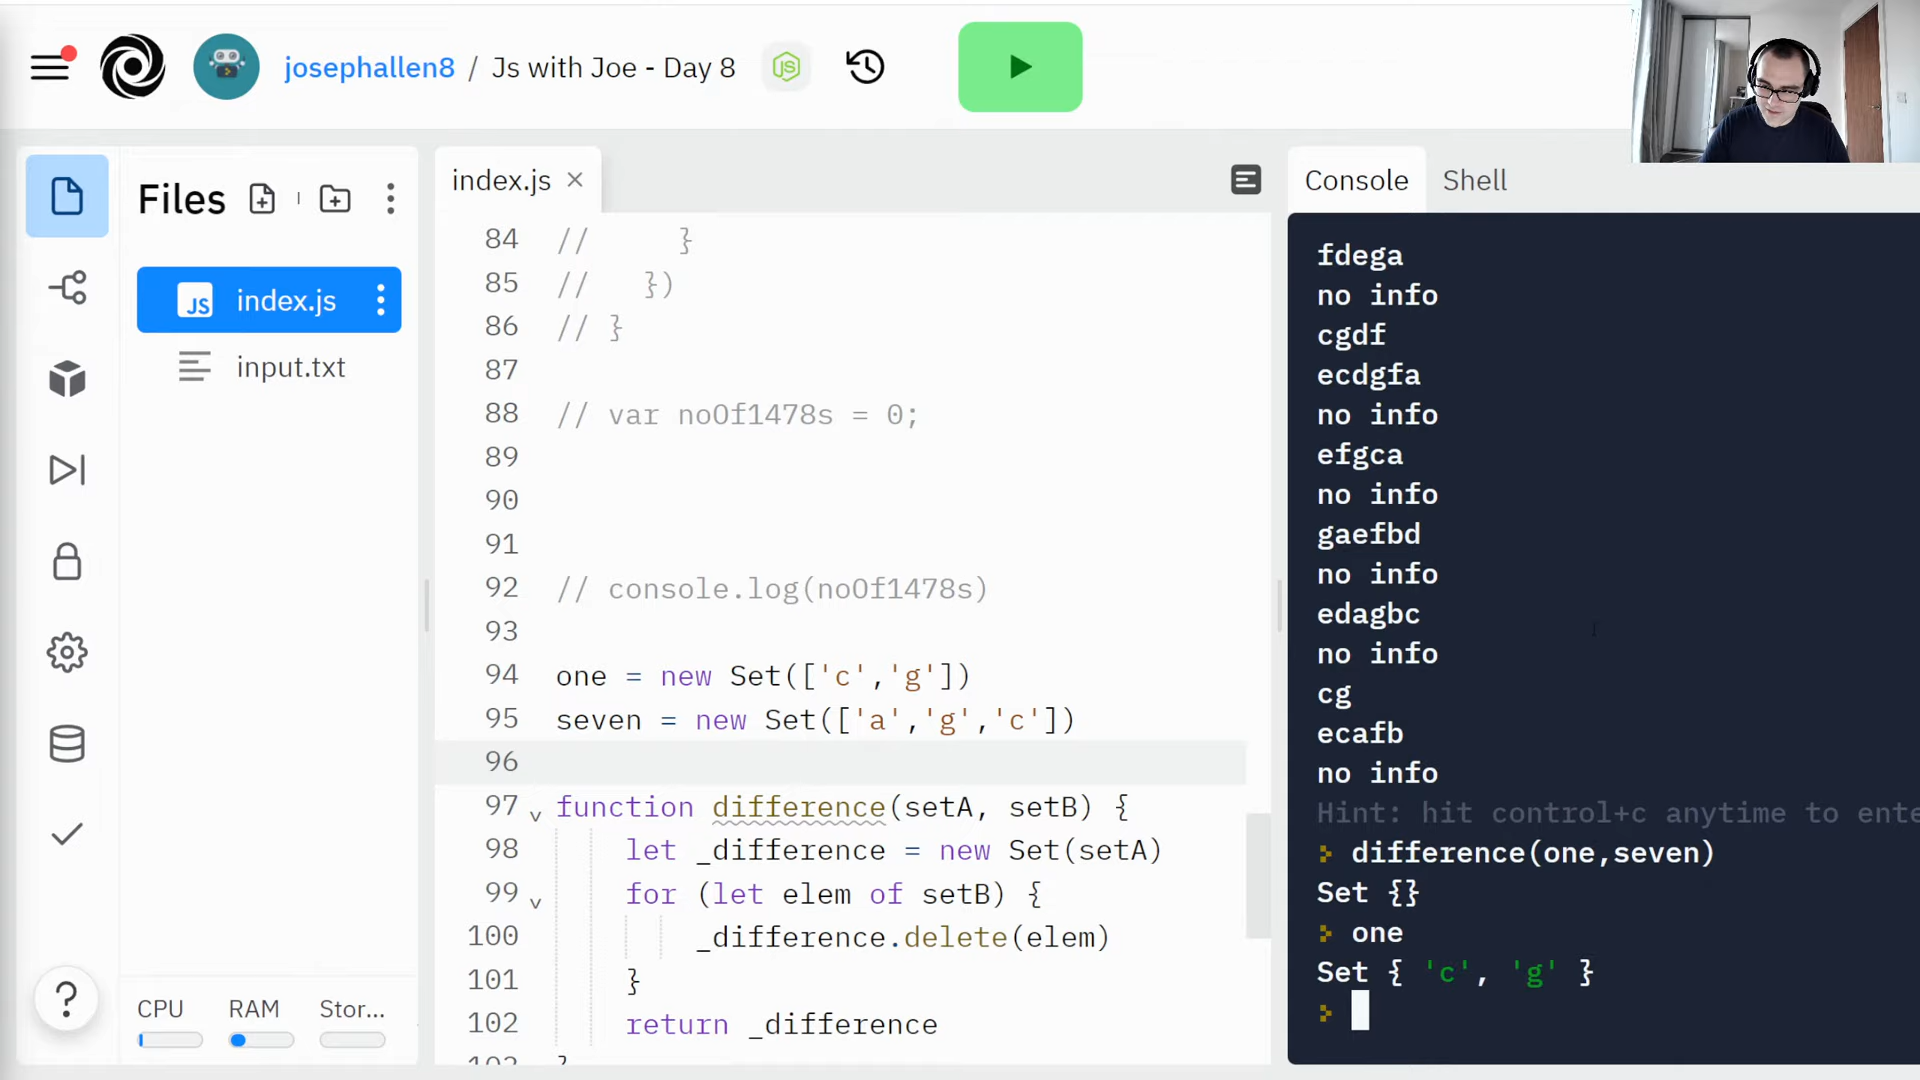 josephallen8 / Js with Joe - Day 8
Files
index.js
input.txt
CPU RAM Stor...
index.js
84 // }
85 // })
86 // }
87
88 // var noOf1478s = 0;
89
90
91
92 // console.log(noOf1478s)
93
94 one = new Set(['c','g'])
95 seven = new Set(['a','g','c'])
96
97 function difference(setA, setB) {
98 let _difference = new Set(setA)
99 for (let elem of setB) {
100 _difference.delete(elem)
101 }
102 return _difference
Console Shell
fdega
no info
cgdf
ecdgfa
no info
efgca
no info
gaefbd
no info
edagbc
no info
cg
ecafb
no info
Hint: hit control+c anytime to ente
difference(one,seven)
Set {}
one
Set { 'c', 'g' }